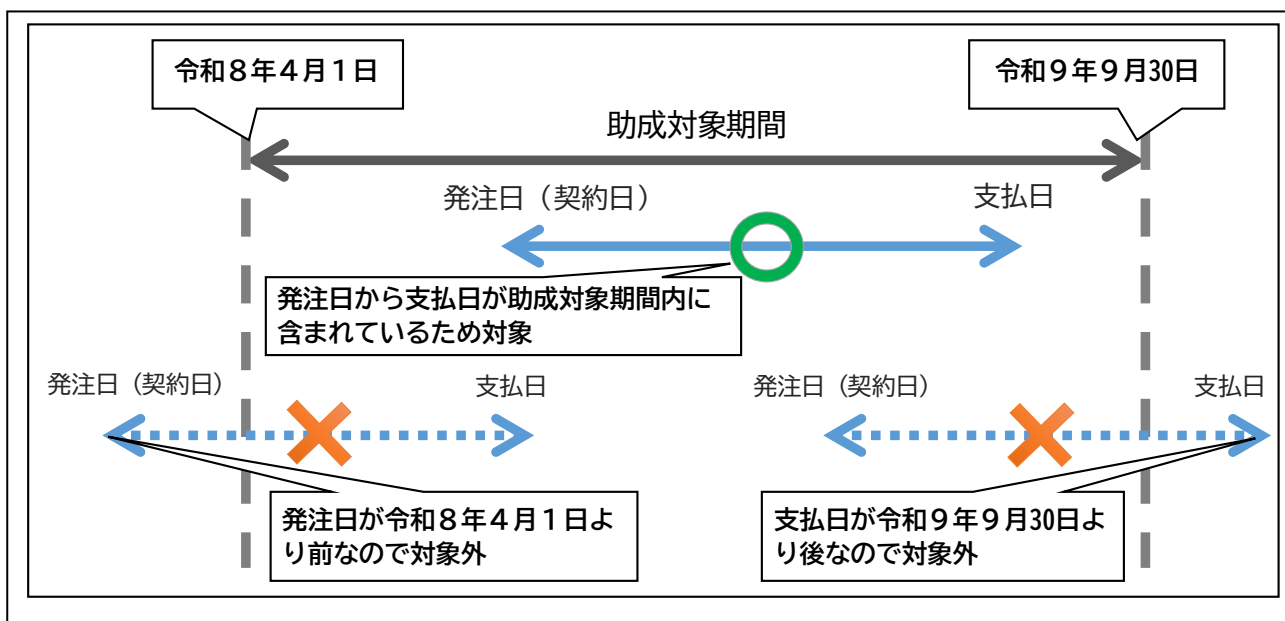 令和８年４月１日
令和９年９月30日
助成対象期間
発注日（契約日）
支払日
発注日から支払日が助成対象期間内に
含まれているため対象
発注日（契約日）
支払日
発注日（契約日）
支払日
発注日が令和８年４月１日よ
り前なので対象外
支払日が令和９年９月30日よ
り後なので対象外